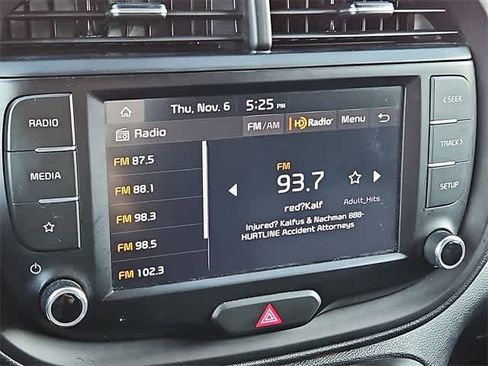 Thu, Nov. 6 5:25 PM
Radio FM/AM HD Radio Menu
FM 87.5
FM 88.1
FM 98.3
FM 98.5
FM 102.3
FM
93.7
red?Kalf Adult_Hits
Injured? Kalfus & Nachman 888-
HURTLINE Accident Attorneys
RADIO
MEDIA
SEEK
TRACK
SETUP